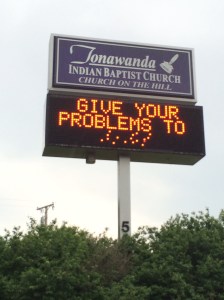 Tonawanda
INDIAN BAPTIST CHURCH
CHURCH ON THE HILL
GIVE YOUR
PROBLEMS TO
5